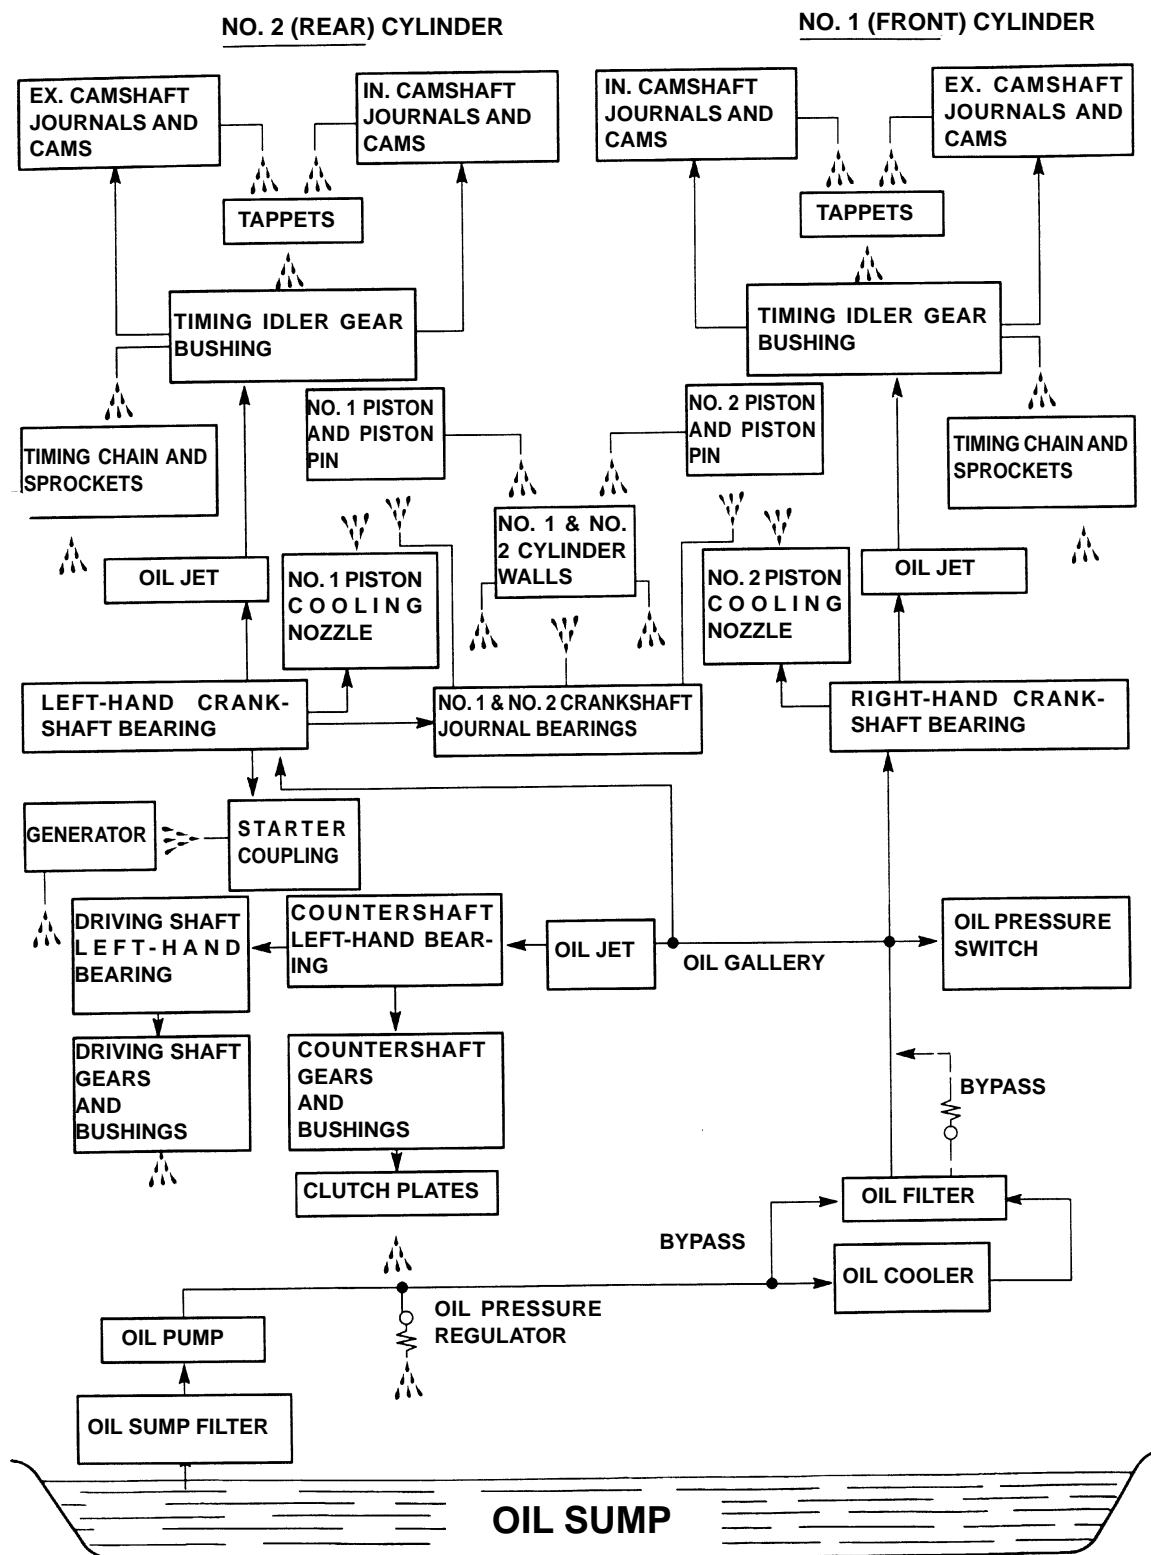 NO. 2 (REAR) CYLINDER
NO. 1 (FRONT) CYLINDER
EX. CAMSHAFT
JOURNALS AND
CAMS
IN. CAMSHAFT
JOURNALS AND
CAMS
IN. CAMSHAFT
JOURNALS AND
CAMS
EX. CAMSHAFT
JOURNALS AND
CAMS
TAPPETS
TAPPETS
TIMING IDLER GEAR
BUSHING
TIMING IDLER GEAR
BUSHING
NO. 1 PISTON
AND PISTON
PIN
NO. 2 PISTON
AND PISTON
PIN
TIMING CHAIN AND
SPROCKETS
TIMING CHAIN AND
SPROCKETS
NO. 1 & NO.
2 CYLINDER
WALLS
OIL JET
NO. 1 PISTON
COOLING
NOZZLE
NO. 2 PISTON
COOLING
NOZZLE
OIL JET
LEFT-HAND CRANK-
SHAFT BEARING
NO. 1 & NO. 2 CRANKSHAFT
JOURNAL BEARINGS
RIGHT-HAND CRANK-
SHAFT BEARING
GENERATOR
STARTER
COUPLING
DRIVING SHAFT
LEFT-HAND
BEARING
COUNTERSHAFT
LEFT-HAND BEAR-
ING
OIL JET
OIL GALLERY
OIL PRESSURE
SWITCH
DRIVING SHAFT
GEARS
AND
BUSHINGS
COUNTERSHAFT
GEARS
AND
BUSHINGS
BYPASS
CLUTCH PLATES
OIL FILTER
BYPASS
OIL COOLER
OIL PRESSURE
REGULATOR
OIL PUMP
OIL SUMP FILTER
OIL SUMP